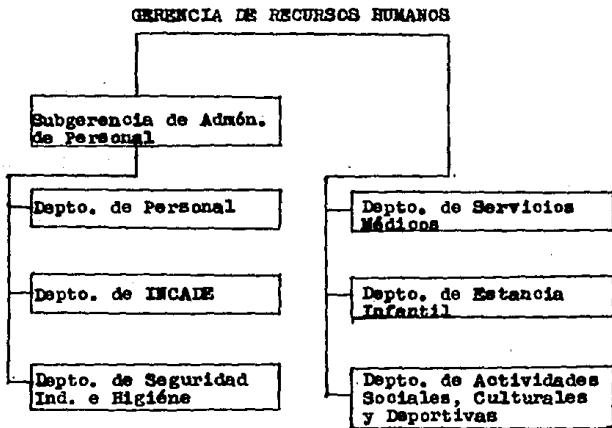 GERENCIA DE RECURSOS HUMANOS
Subgerencia de Admón.
de Personal
Depto. de Personal
Depto. de INCADE
Depto. de Seguridad
Ind. e Higiéne
Depto. de Servicios
Médicos
Depto. de Estancia
Infantil
Depto. de Actividades
Sociales, Culturales
y Deportivas